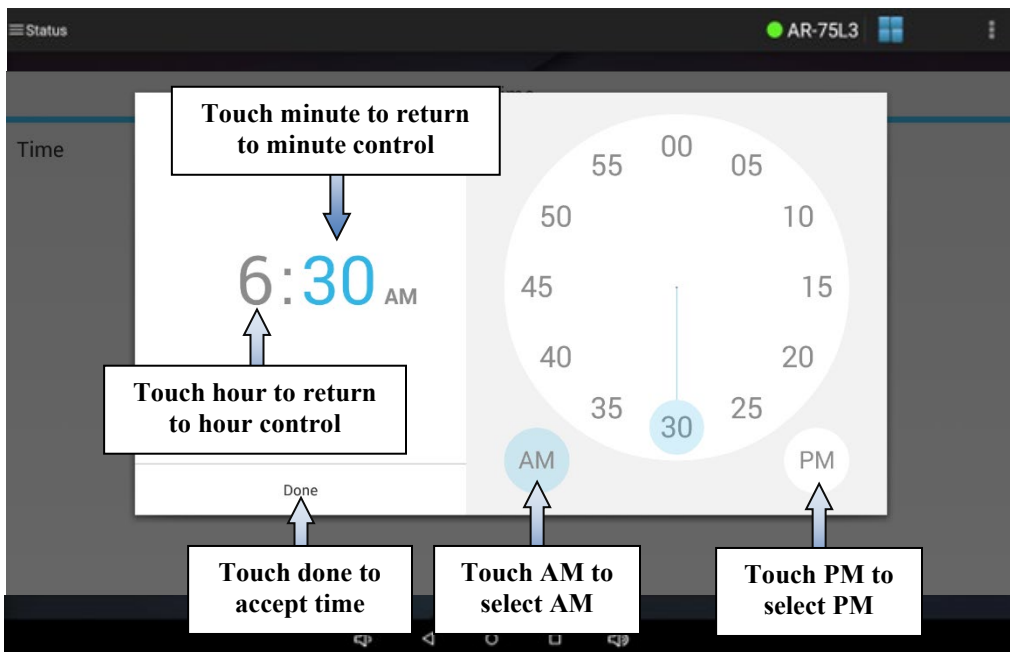 Status
AR-75L3
Touch minute to return
to minute control
Time
00
55
05
50
10
6:30 AM
45
15
40
20
Touch hour to return
to hour control
35
25
30
AM
PM
Done
Touch done to
accept time
Touch AM to
select AM
Touch PM to
select PM